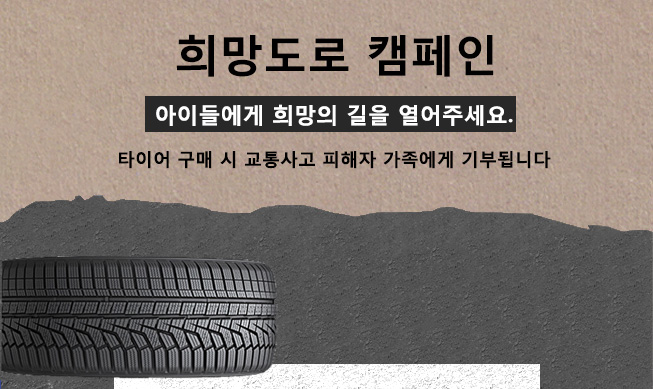 희망도로 캠페인
아이들에게 희망의 길을 열어주세요.
타이어 구매 시 교통사고 피해자 가족에게 기부됩니다